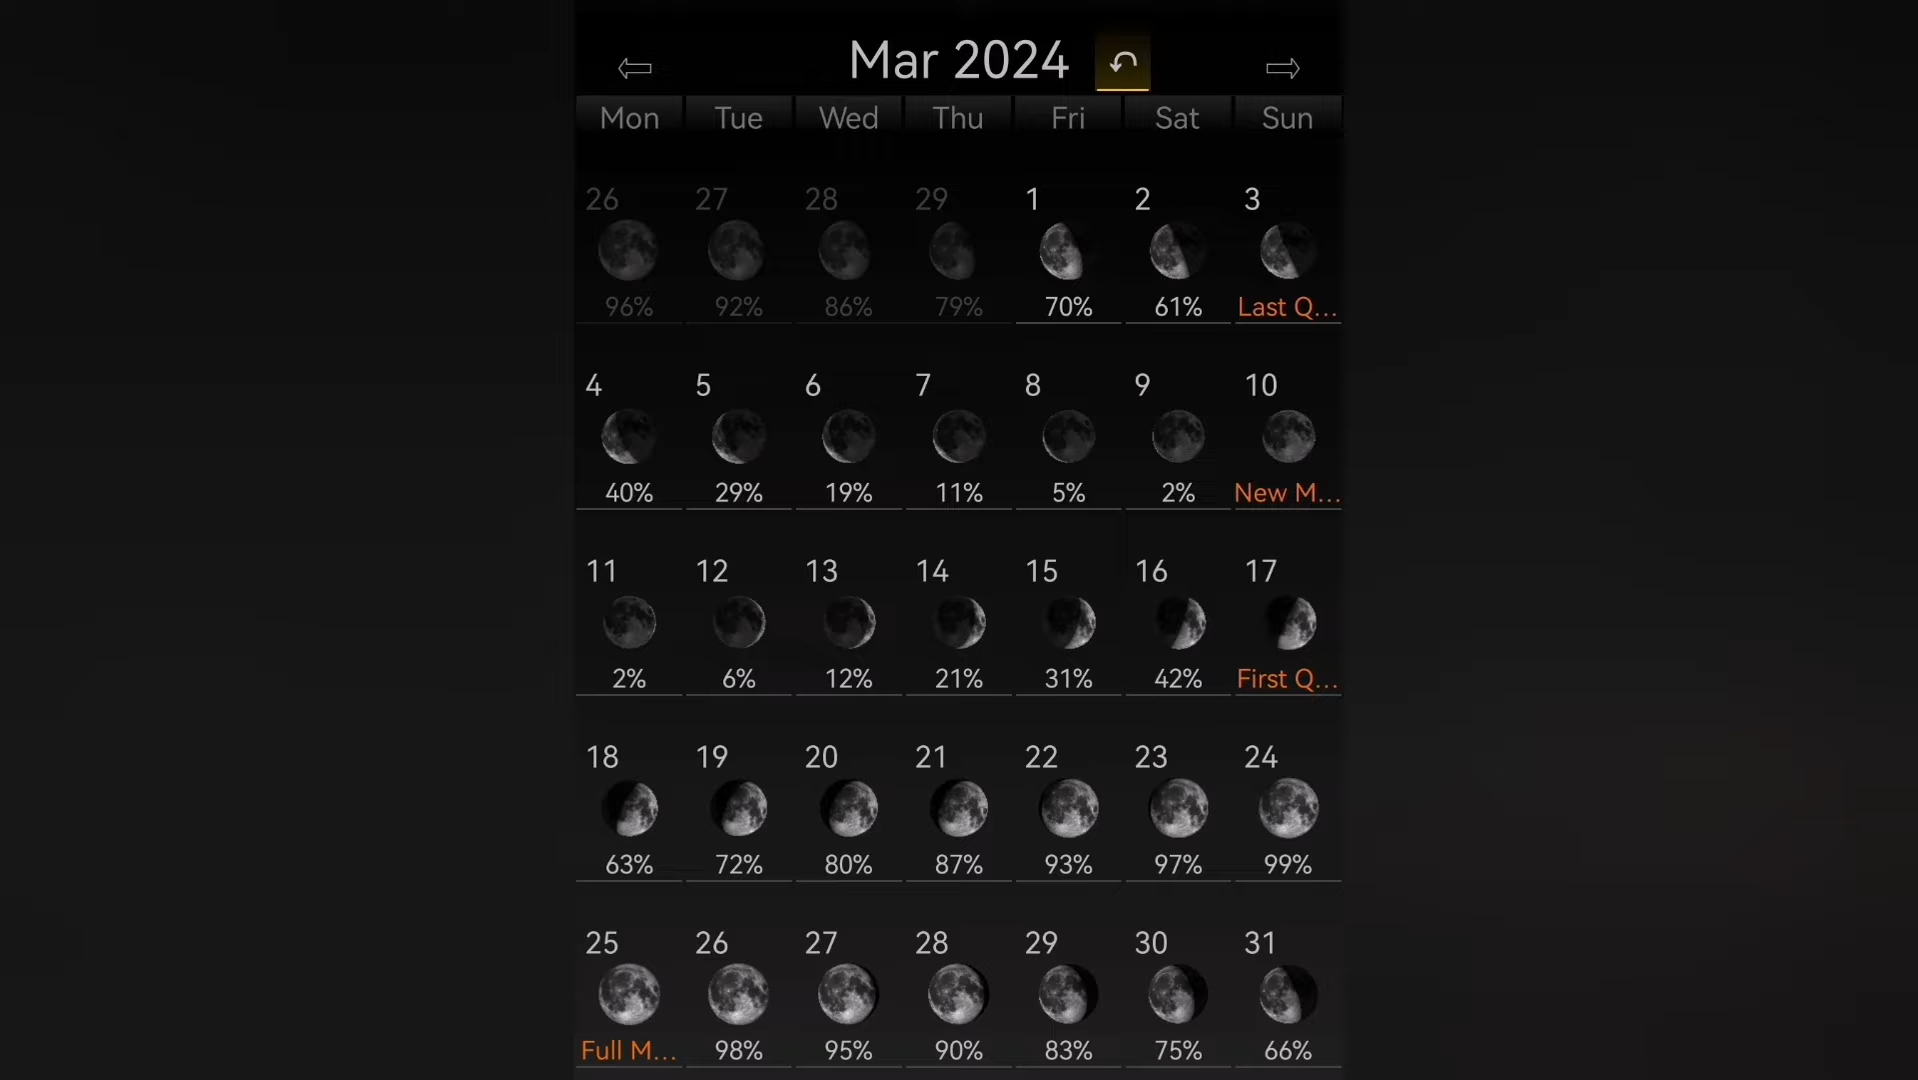 Mar 2024
Mon Tue Wed Thu Fri Sat Sun
26 27 28 29 1 2 3
96% 92% 86% 79% 70% 61% Last Q...
4 5 6 7 8 9 10
40% 29% 19% 11% 5% 2% New M...
11 12 13 14 15 16 17
2% 6% 12% 21% 31% 42% First Q...
18 19 20 21 22 23 24
63% 72% 80% 87% 93% 97% 99%
25 26 27 28 29 30 31
Full M... 98% 95% 90% 83% 75% 66%